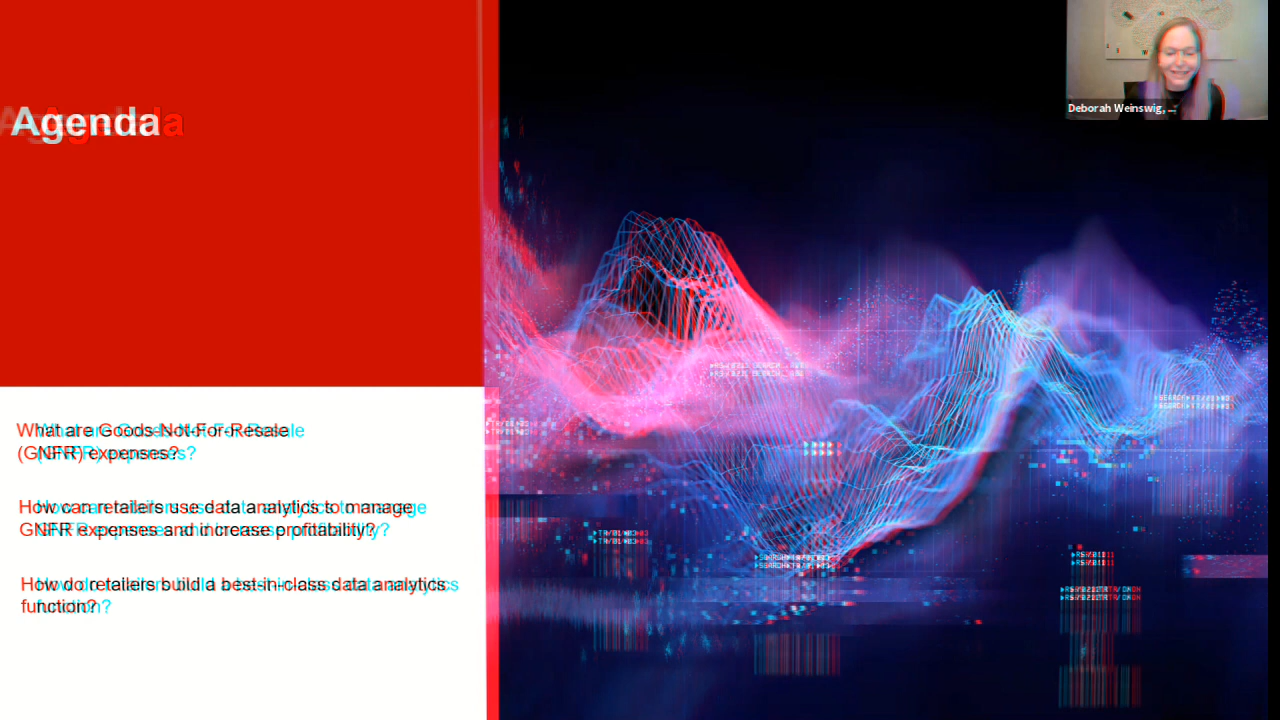 Agenda
Deborah Weinswig, ...
What are Goods-Not-For-Resale
(GNFR) expenses?
How can retailers use data analytics to manage
GNFR expenses and increase profitability?
How do retailers build a best-in-class data analytics
function?